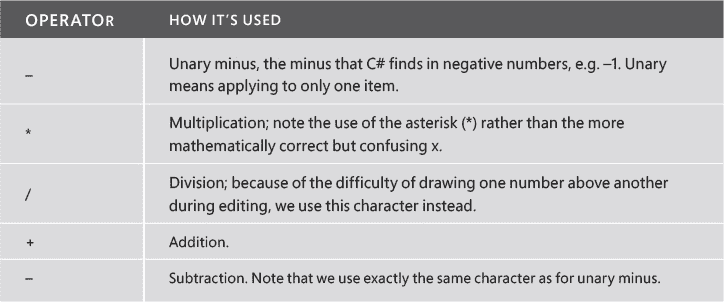 OPERATOR HOW IT'S USED
– Unary minus, the minus that C# finds in negative numbers, e.g. –1. Unary
means applying to only one item.
* Multiplication; note the use of the asterisk (*) rather than the more
mathematically correct but confusing x.
/ Division; because of the difficulty of drawing one number above another
during editing, we use this character instead.
+ Addition.
– Subtraction. Note that we use exactly the same character as for unary minus.